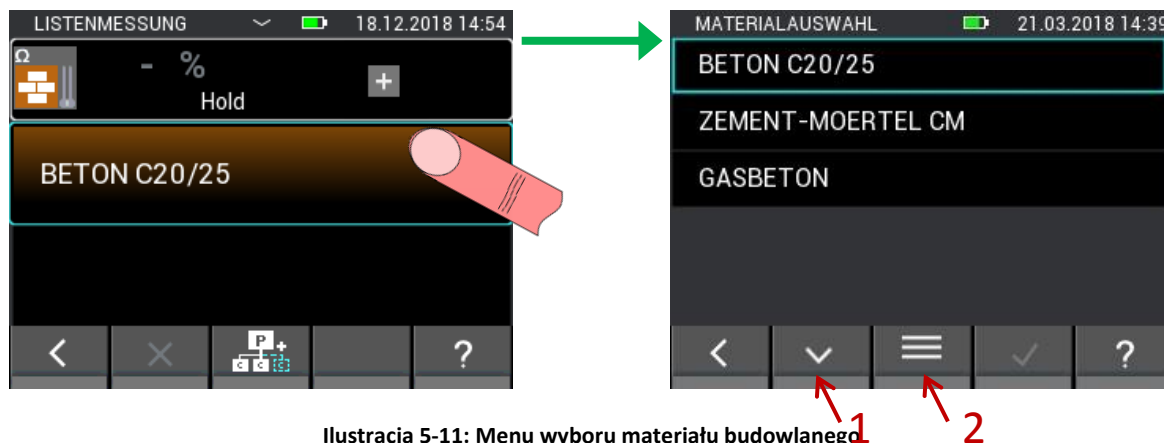 LISTENMESSUNG 18.12.2018 14:54
Ω
- %
Hold
+
BETON C20/25
P +
c c c
?
MATERIALAUSWAHL 21.03.2018 14:39
BETON C20/25
ZEMENT-MOERTEL CM
GASBETON
?
1
2
Ilustracja 5-11: Menu wyboru materiału budowlanego